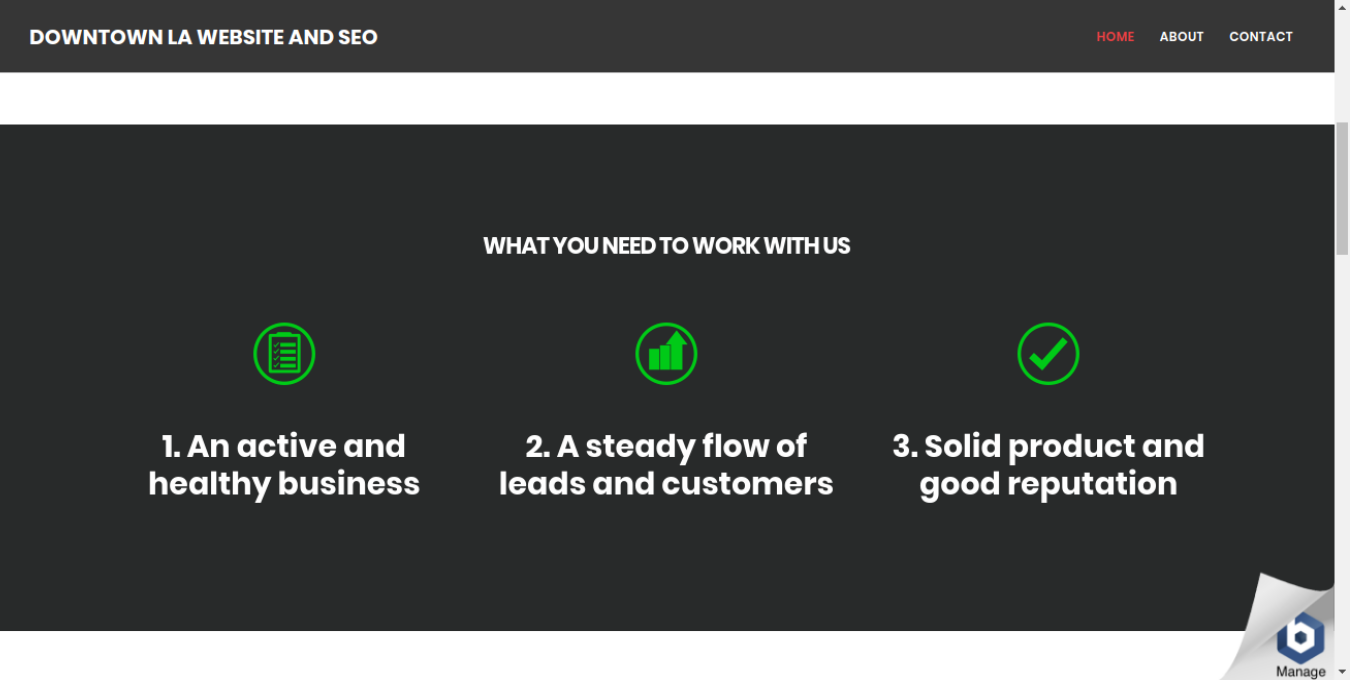 DOWNTOWN LA WEBSITE AND SEO
HOME ABOUT CONTACT
WHAT YOU NEED TO WORK WITH US
1. An active and
healthy business
2. A steady flow of
leads and customers
3. Solid product and
good reputation
Manage